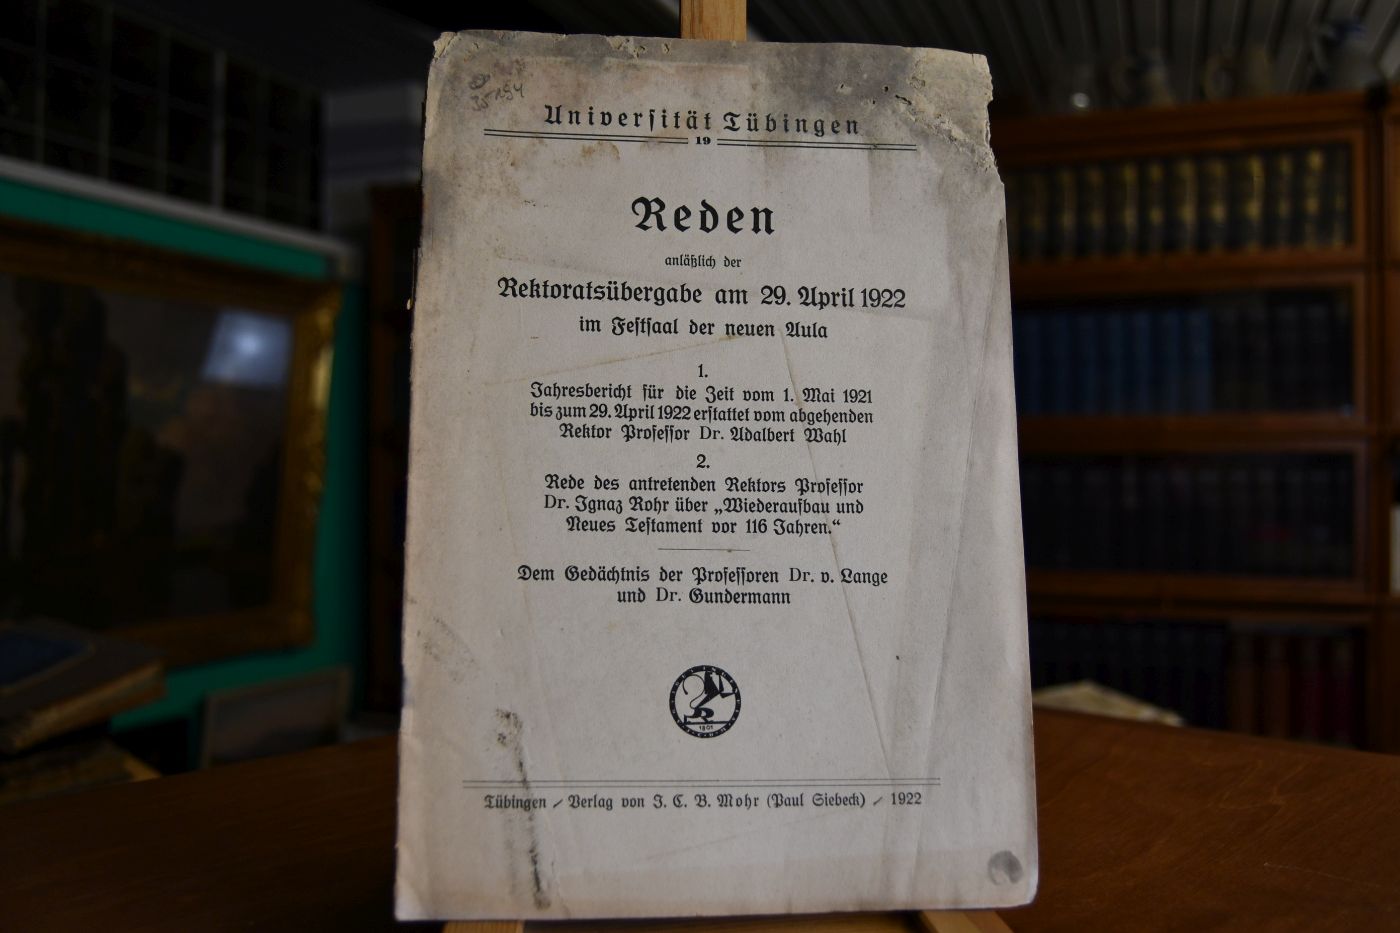 Universität Tübingen
19
Reden
anläßlich der
Rektoratsübergabe am 29. April 1922
im Festsaal der neuen Aula
1.
Jahresbericht für die Zeit vom 1. Mai 1921
bis zum 29. April 1922 erstattet vom abgehenden
Rektor Professor Dr. Adalbert Wahl
2.
Rede des antretenden Rektors Professor
Dr. Ignaz Rohr über „Wiederaufbau und
Neues Testament vor 116 Jahren.“
Dem Gedächtnis der Professoren Dr. v. Lange
und Dr. Gundermann
1801
Tübingen / Verlag von J. C. B. Mohr (Paul Siebeck) / 1922